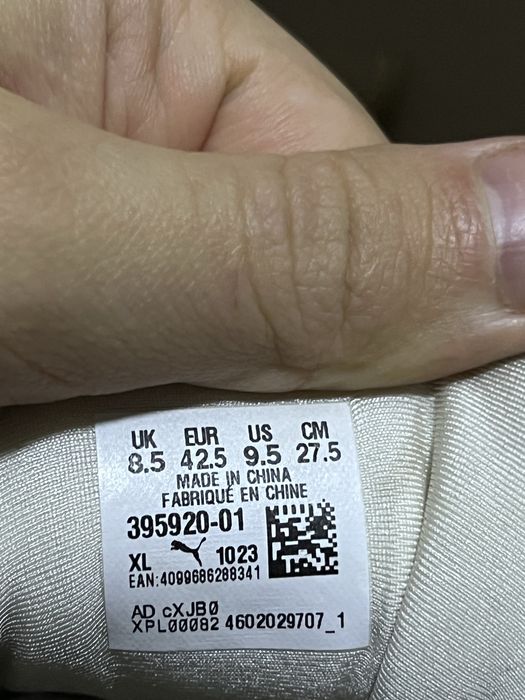 UK EUR US CM
8.5 42.5 9.5 27.5
MADE IN CHINA
FABRIQUÉ EN CHINE
395920-01
XL 1023
EAN:4099686288341
AD cXJB0
XPL00082 4602029707_1